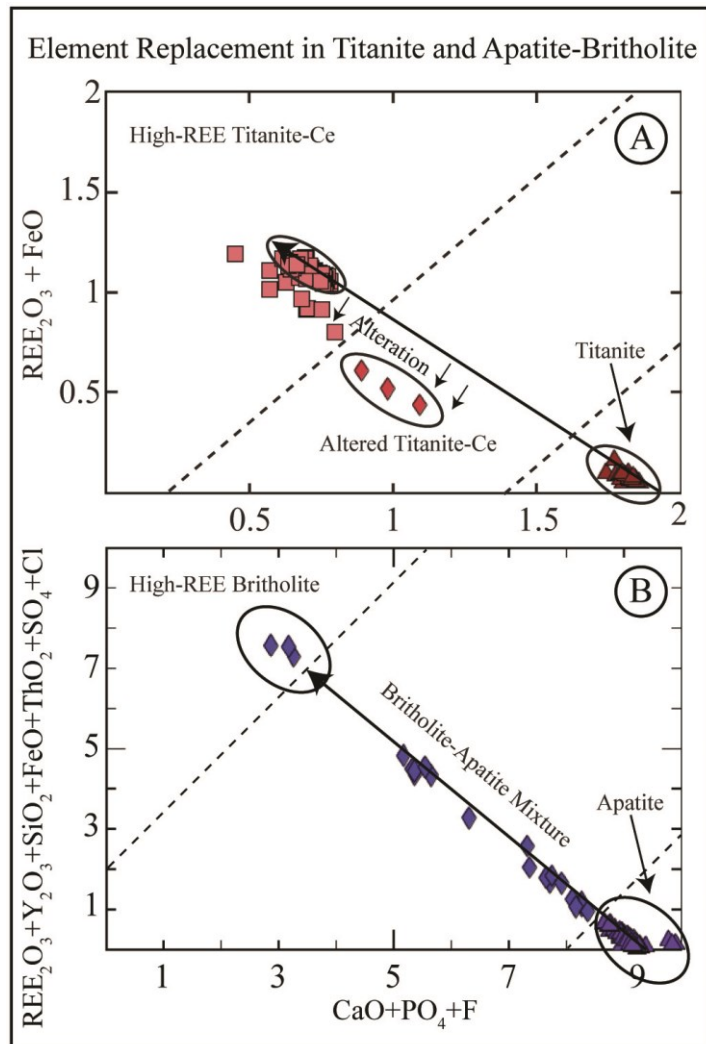 Element Replacement in Titanite and Apatite-Britholite
REE₂O₃ + FeO
2
1.5
1
0.5
High-REE Titanite-Ce
A
Alteration
Titanite
Altered Titanite-Ce
0.5
1
1.5
2
REE₂O₃+Y₂O₃+SiO₂+FeO+ThO₂+SO₄+Cl
9
7
5
3
1
High-REE Britholite
B
Britholite-Apatite Mixture
Apatite
1
3
5
7
9
CaO+PO₄+F